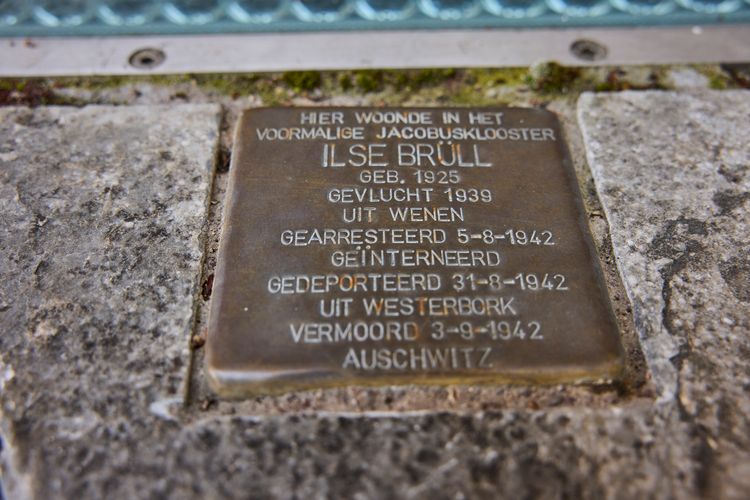 HIER WOONDE IN HET
VOORMALIGE JACOBUSKLOOSTER
ILSE BRÜLL
GEB. 1925
GEVLUCHT 1939
UIT WENEN
GEARRESTEERD 5-8-1942
GEÏNTERNEERD
GEDEPORTEERD 31-8-1942
UIT WESTERBORK
VERMOORD 3-9-1942
AUSCHWITZ